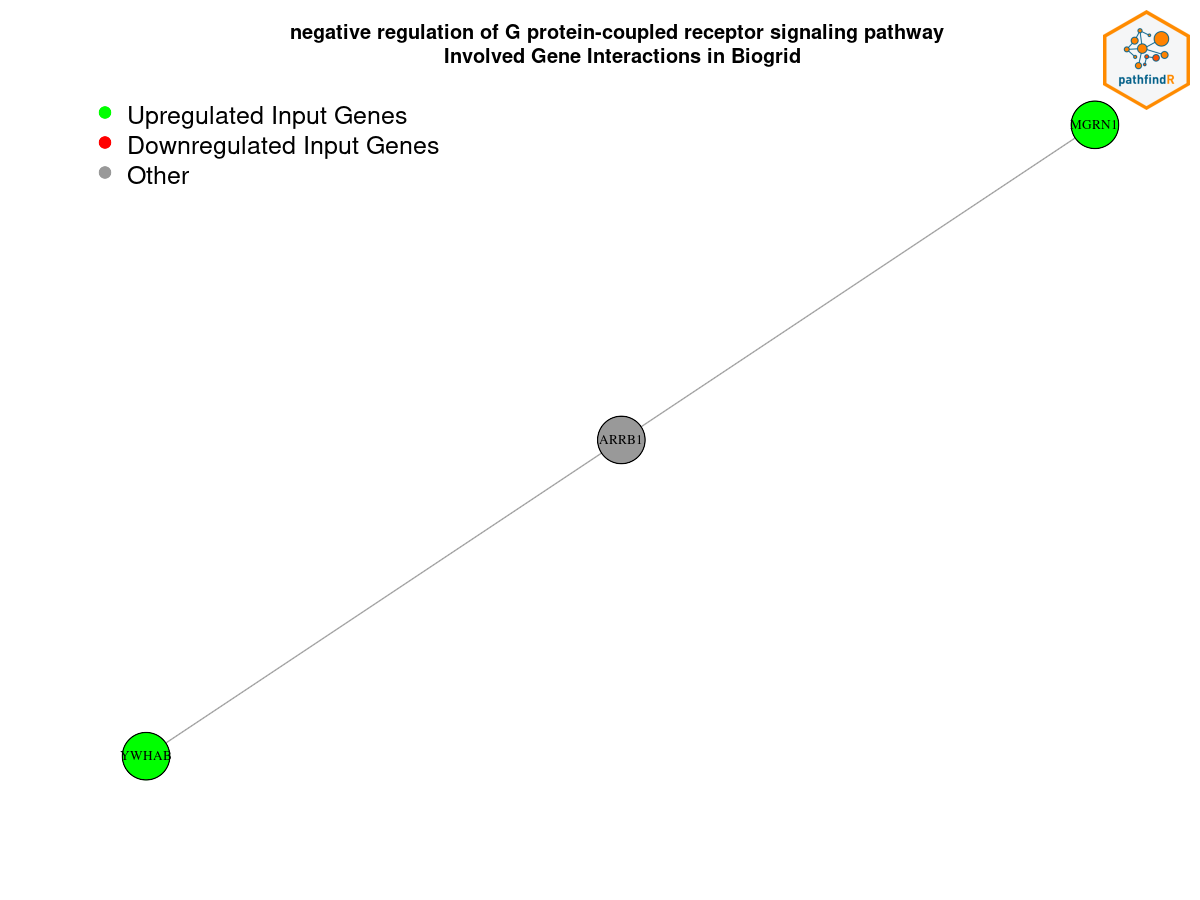 negative regulation of G protein-coupled receptor signaling pathway
Involved Gene Interactions in Biogrid
pathfindR
Upregulated Input Genes
Downregulated Input Genes
Other
MGRN1
ARRB1
YWHAB